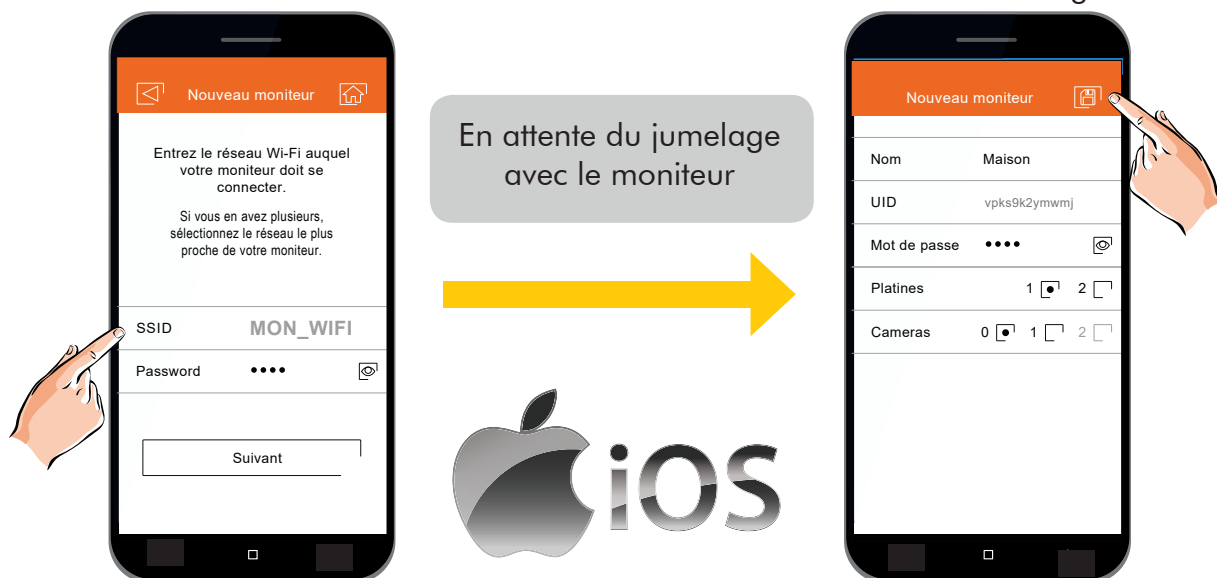 Nouveau moniteur
Entrez le réseau Wi-Fi auquel
votre moniteur doit se
connecter.
Si vous en avez plusieurs,
sélectionnez le réseau le plus
proche de votre moniteur.
SSID MON_WIFI
Password ••••
Suivant
En attente du jumelage
avec le moniteur
iOS
Nouveau moniteur
Nom Maison
UID vpks9k2ymwmj
Mot de passe ••••
Platines 1 2
Cameras 0 1 2